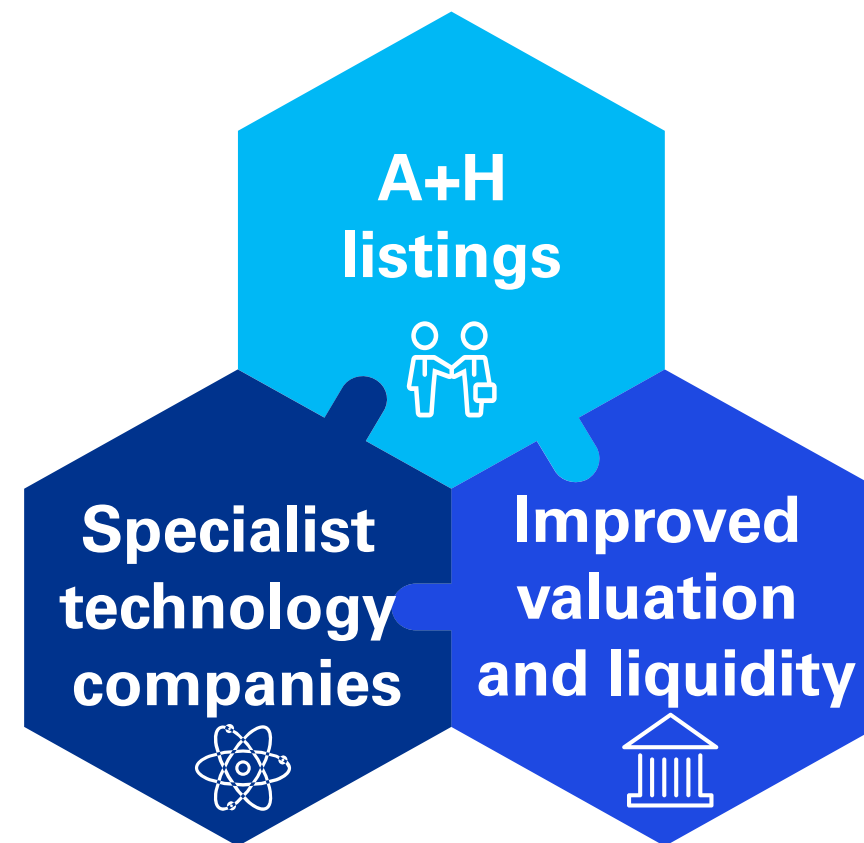 A+H
listings
Specialist
technology
companies
Improved
valuation
and liquidity